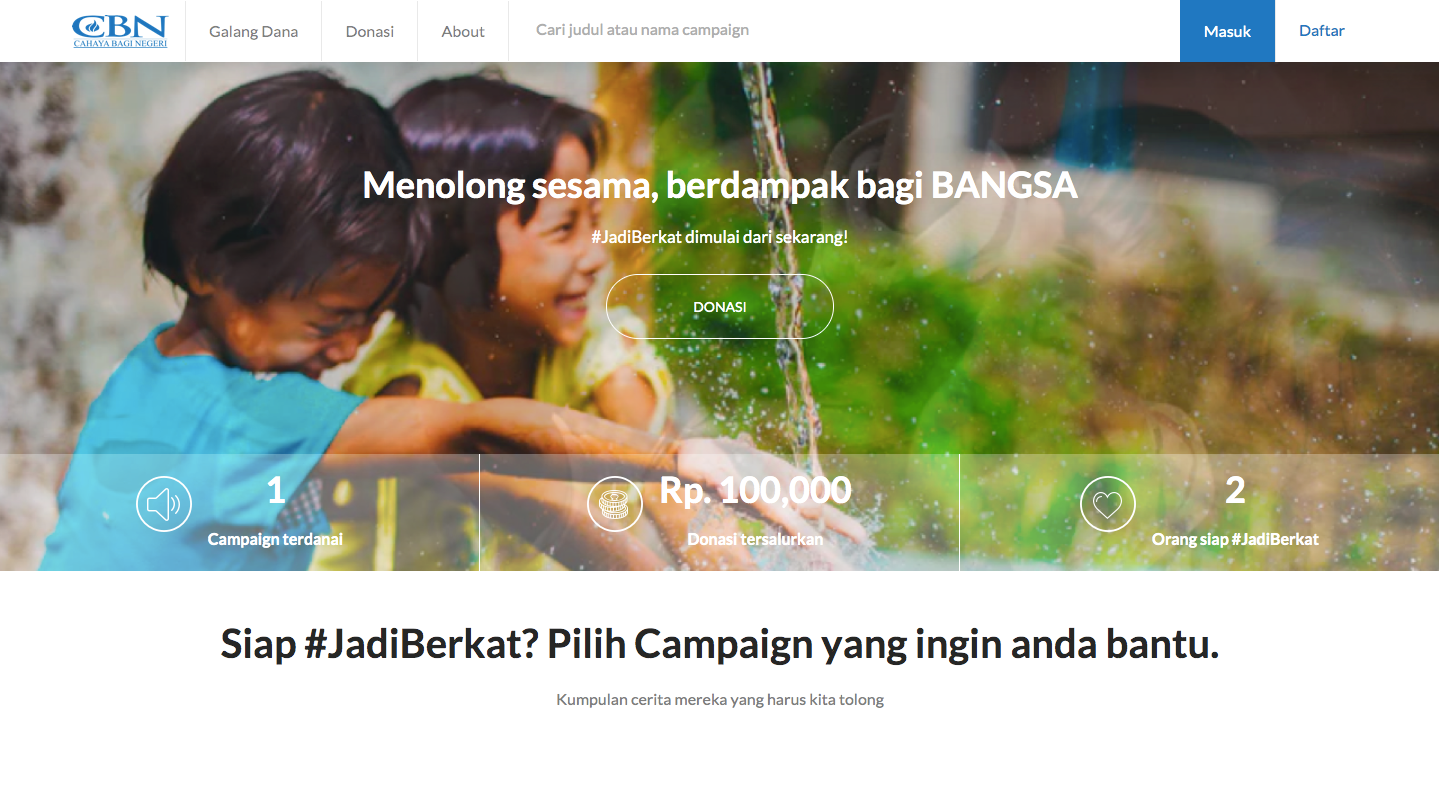 CBN
CAHAYA BAGI NEGERI
Galang Dana
Donasi
About
Cari judul atau nama campaign
Masuk
Daftar
Menolong sesama, berdampak bagi BANGSA
#JadiBerkat dimulai dari sekarang!
DONASI
1
Campaign terdanai
Rp. 100,000
Donasi tersalurkan
2
Orang siap #JadiBerkat
Siap #JadiBerkat? Pilih Campaign yang ingin anda bantu.
Kumpulan cerita mereka yang harus kita tolong